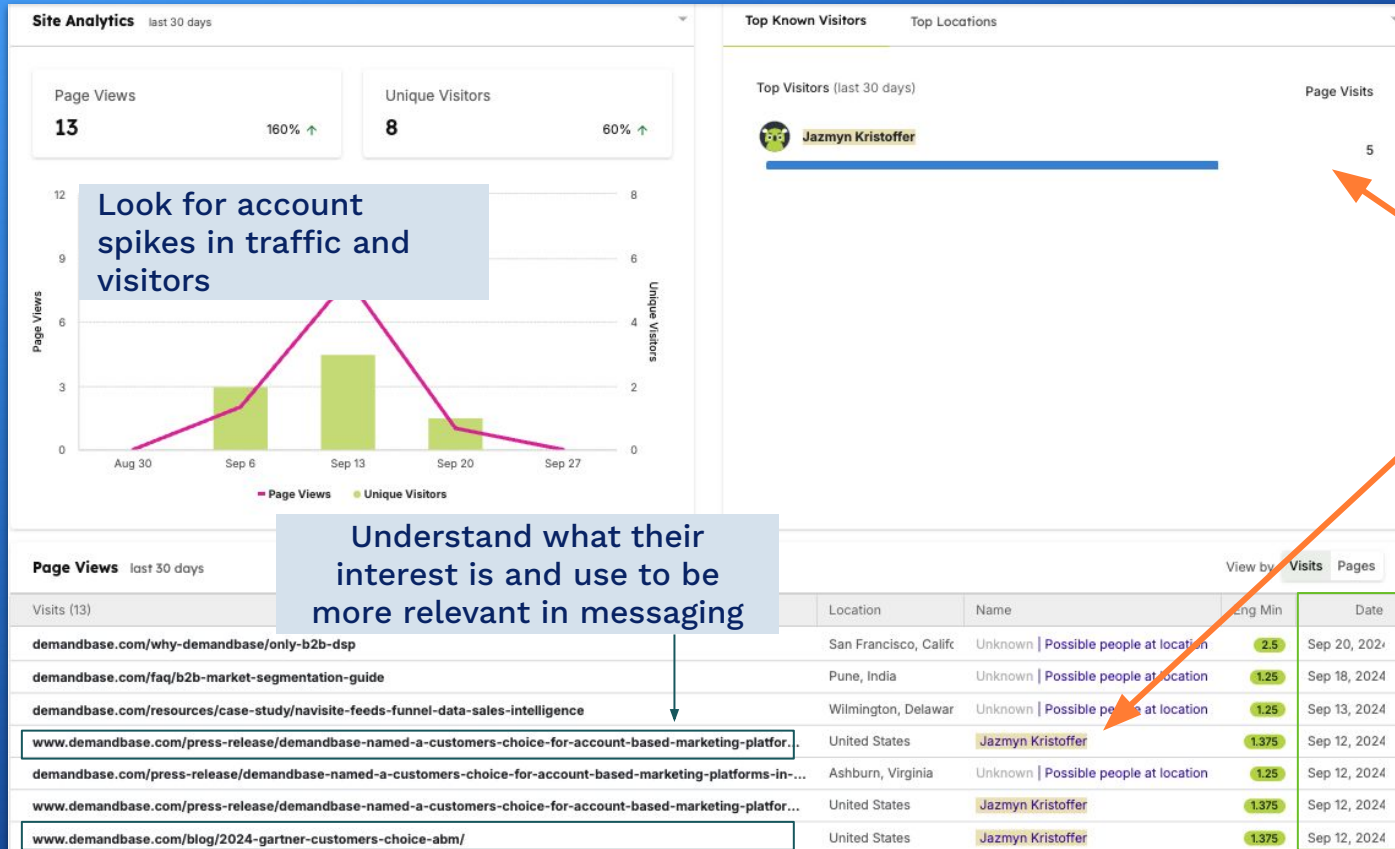 Site Analytics last 30 days
Page Views
13
160% ↑
Unique Visitors
8
60% ↑
Look for account
spikes in traffic and
visitors
12
9
6
3
0
Page Views
8
6
4
2
0
Unique Visitors
Aug 30 Sep 6 Sep 13 Sep 20 Sep 27
Page Views Unique Visitors
Top Known Visitors Top Locations
Top Visitors (last 30 days) Page Visits
Jazmyn Kristoffer
5
Understand what their
interest is and use to be
more relevant in messaging
Page Views last 30 days
View by Visits Pages
Visits (13) Location Name Eng Min Date
demandbase.com/why-demandbase/only-b2b-dsp San Francisco, Califc Unknown | Possible people at location 2.5 Sep 20, 2024
demandbase.com/faq/b2b-market-segmentation-guide Pune, India Unknown | Possible people at location 1.25 Sep 18, 2024
demandbase.com/resources/case-study/navisite-feeds-funnel-data-sales-intelligence Wilmington, Delawar Unknown | Possible people at location 1.25 Sep 13, 2024
www.demandbase.com/press-release/demandbase-named-a-customers-choice-for-account-based-marketing-platfor... United States Jazmyn Kristoffer 1.375 Sep 12, 2024
demandbase.com/press-release/demandbase-named-a-customers-choice-for-account-based-marketing-platforms-in-... Ashburn, Virginia Unknown | Possible people at location 1.25 Sep 12, 2024
www.demandbase.com/press-release/demandbase-named-a-customers-choice-for-account-based-marketing-platfor... United States Jazmyn Kristoffer 1.375 Sep 12, 2024
www.demandbase.com/blog/2024-gartner-customers-choice-abm/ United States Jazmyn Kristoffer 1.375 Sep 12, 2024